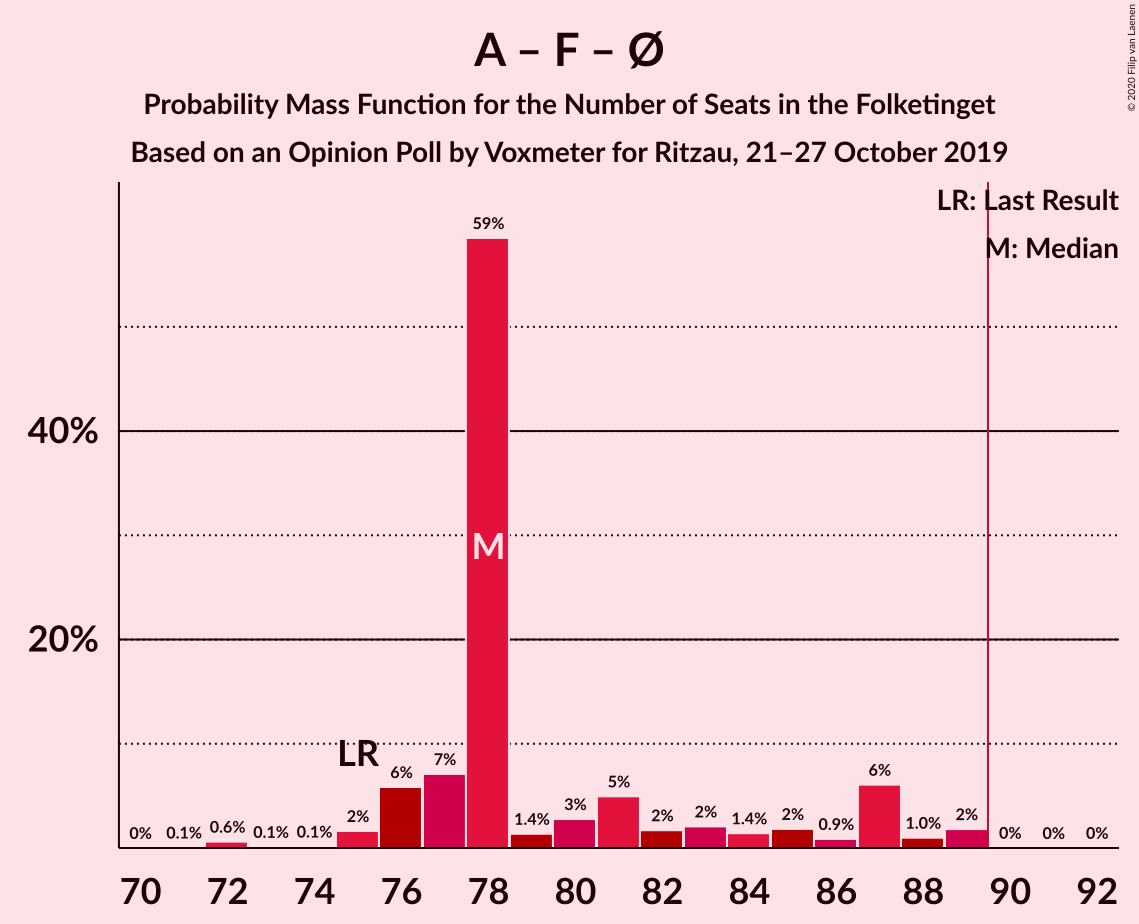 A – F – Ø
Probability Mass Function for the Number of Seats in the Folketinget
Based on an Opinion Poll by Voxmeter for Ritzau, 21–27 October 2019
© 2020 Filip van Laenen
LR: Last Result
M: Median
40%
20%
0%
0.1%
0.6%
0.1%
0.1%
2%
LR
6%
7%
59%
M
1.4%
3%
5%
2%
2%
1.4%
2%
0.9%
6%
1.0%
2%
0%
0%
0%
70 72 74 76 78 80 82 84 86 88 90 92